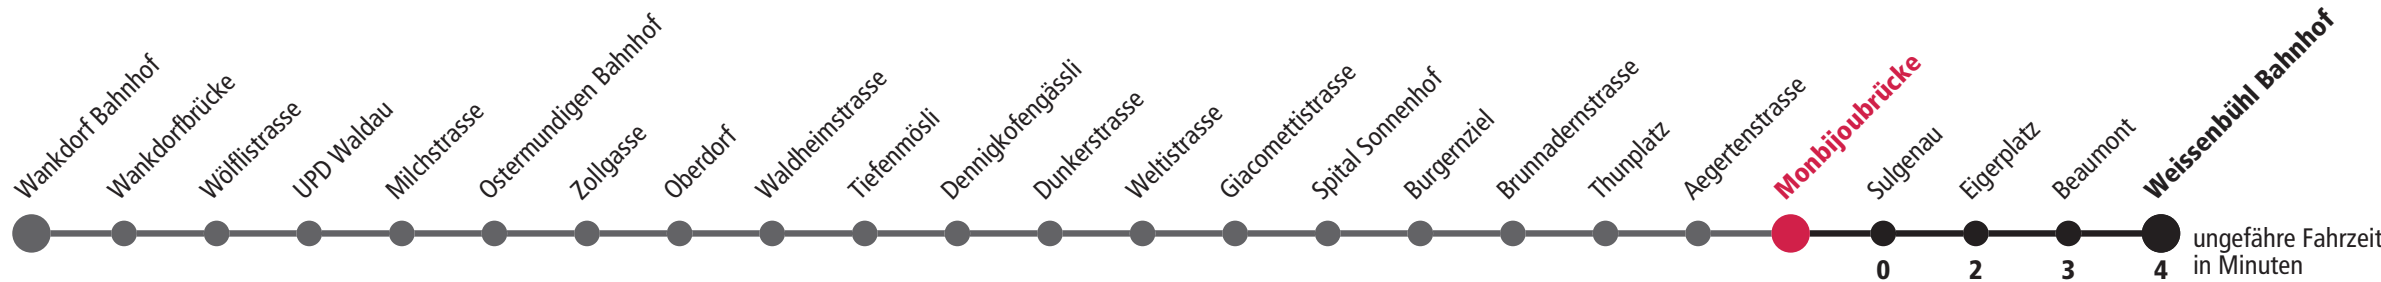 Wankdorf Bahnhof
Wankdorfbrücke
Wölflistrasse
UPD Waldau
Milchstrasse
Ostermundigen Bahnhof
Zollgasse
Oberdorf
Waldheimstrasse
Tiefenmösli
Dennigkofengässli
Dunkerstrasse
Weltistrasse
Giacomettistrasse
Spital Sonnenhof
Burgernziel
Brunnadernstrasse
Thunplatz
Aegertenstrasse
Monbijoubrücke
Sulgenau
Eigerplatz
Beaumont
Weissenbühl Bahnhof
0 2 3 4
ungefähre Fahrzeit
in Minuten